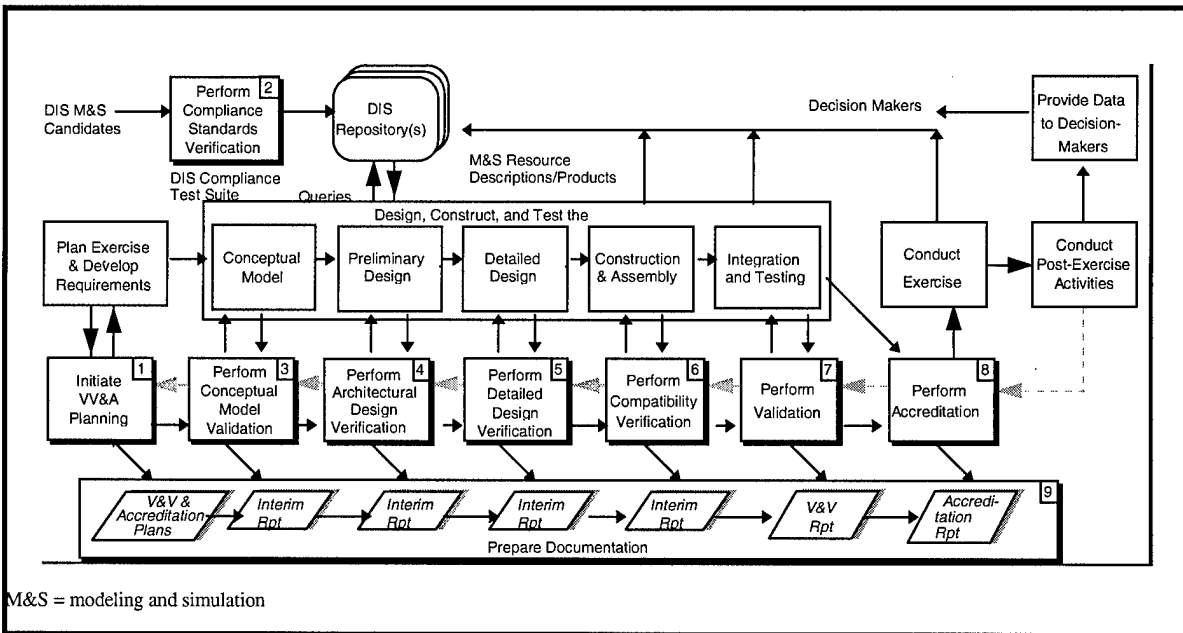 DIS M&S
Candidates
2
Perform
Compliance
Standards
Verification
DIS Compliance
Test Suite
DIS
Repository(s)
Queries
M&S Resource
Descriptions/Products
Decision Makers
Provide Data
to Decision-
Makers
Plan Exercise
& Develop
Requirements
Design, Construct, and Test the
Conceptual
Model
Preliminary
Design
Detailed
Design
Construction
& Assembly
Integration
and Testing
Conduct
Exercise
Conduct
Post-Exercise
Activities
1
Initiate
VV&A
Planning
3
Perform
Conceptual
Model
Validation
4
Perform
Architectural
Design
Verification
5
Perform
Detailed
Design
Verification
6
Perform
Compatibility
Verification
7
Perform
Validation
8
Perform
Accreditation
9
V&V &
Accreditation
Plans
Interim
Rpt
Interim
Rpt
Interim
Rpt
Interim
Rpt
V&V
Rpt
Accredi-
tation
Rpt
Prepare Documentation
M&S = modeling and simulation